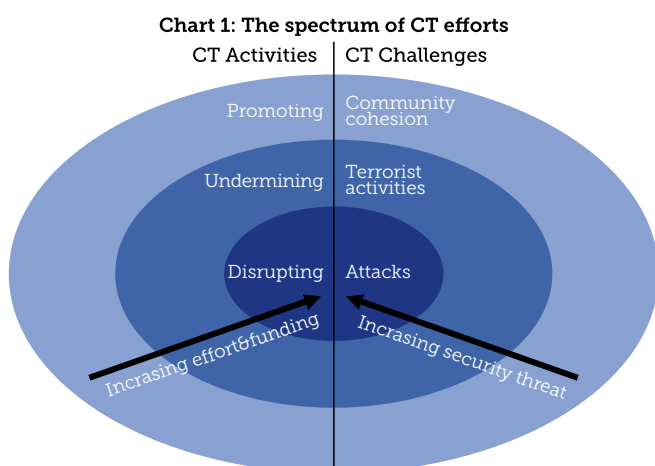 Chart 1: The spectrum of CT efforts
CT Activities CT Challenges
Promoting Community
cohesion
Undermining Terrorist
activities
Disrupting Attacks
Incrasing effort&funding
Incrasing security threat